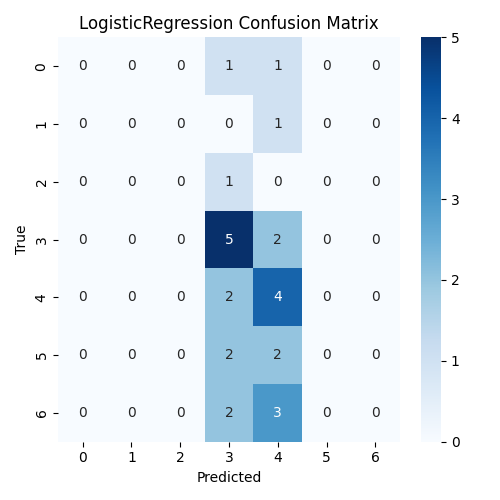 LogisticRegression Confusion Matrix
0 0 0 0 1 1 0 0
1 0 0 0 0 1 0 0
2 0 0 0 1 0 0 0
3 0 0 0 5 2 0 0
4 0 0 0 2 4 0 0
5 0 0 0 2 2 0 0
6 0 0 0 2 3 0 0
0 1 2 3 4 5 6
True
Predicted
5
4
3
2
1
0